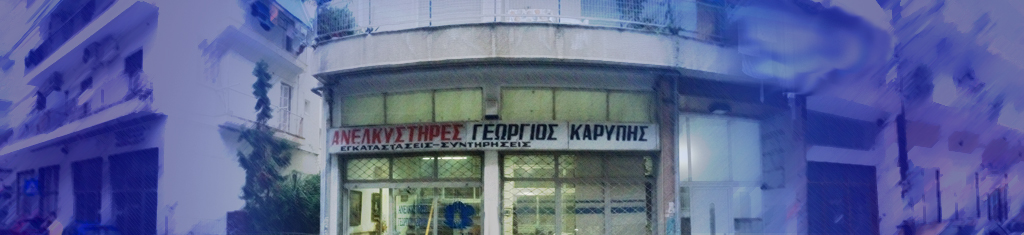 ΑΝΕΛΚΥΣΤΗΡΕΣ ΓΕΩΡΓΙΟΣ ΚΑΡΥΠΗΣ
ΕΓΚΑΤΑΣΤΑΣΕΙΣ-ΣΥΝΤΗΡΗΣΕΙΣ